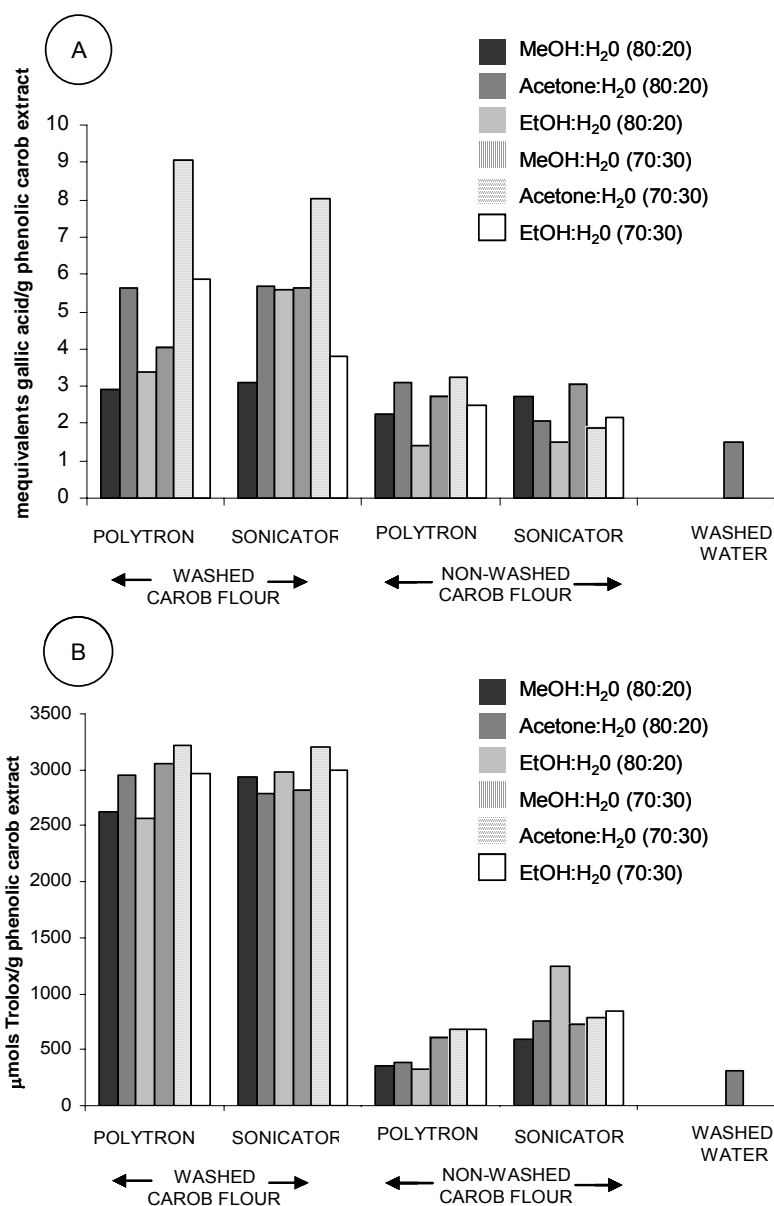 A
MeOH:H₂0 (80:20)
Acetone:H₂0 (80:20)
EtOH:H₂0 (80:20)
MeOH:H₂0 (70:30)
Acetone:H₂0 (70:30)
EtOH:H₂0 (70:30)
mequivalents gallic acid/g phenolic carob extract
10
9
8
7
6
5
4
3
2
1
0
POLYTRON SONICATOR POLYTRON SONICATOR WASHED
WATER
WASHED
CAROB FLOUR
NON-WASHED
CAROB FLOUR
B
MeOH:H₂0 (80:20)
Acetone:H₂0 (80:20)
EtOH:H₂0 (80:20)
MeOH:H₂0 (70:30)
Acetone:H₂0 (70:30)
EtOH:H₂0 (70:30)
µmols Trolox/g phenolic carob extract
3500
3000
2500
2000
1500
1000
500
0
POLYTRON SONICATOR POLYTRON SONICATOR WASHED
WATER
WASHED
CAROB FLOUR
NON-WASHED
CAROB FLOUR